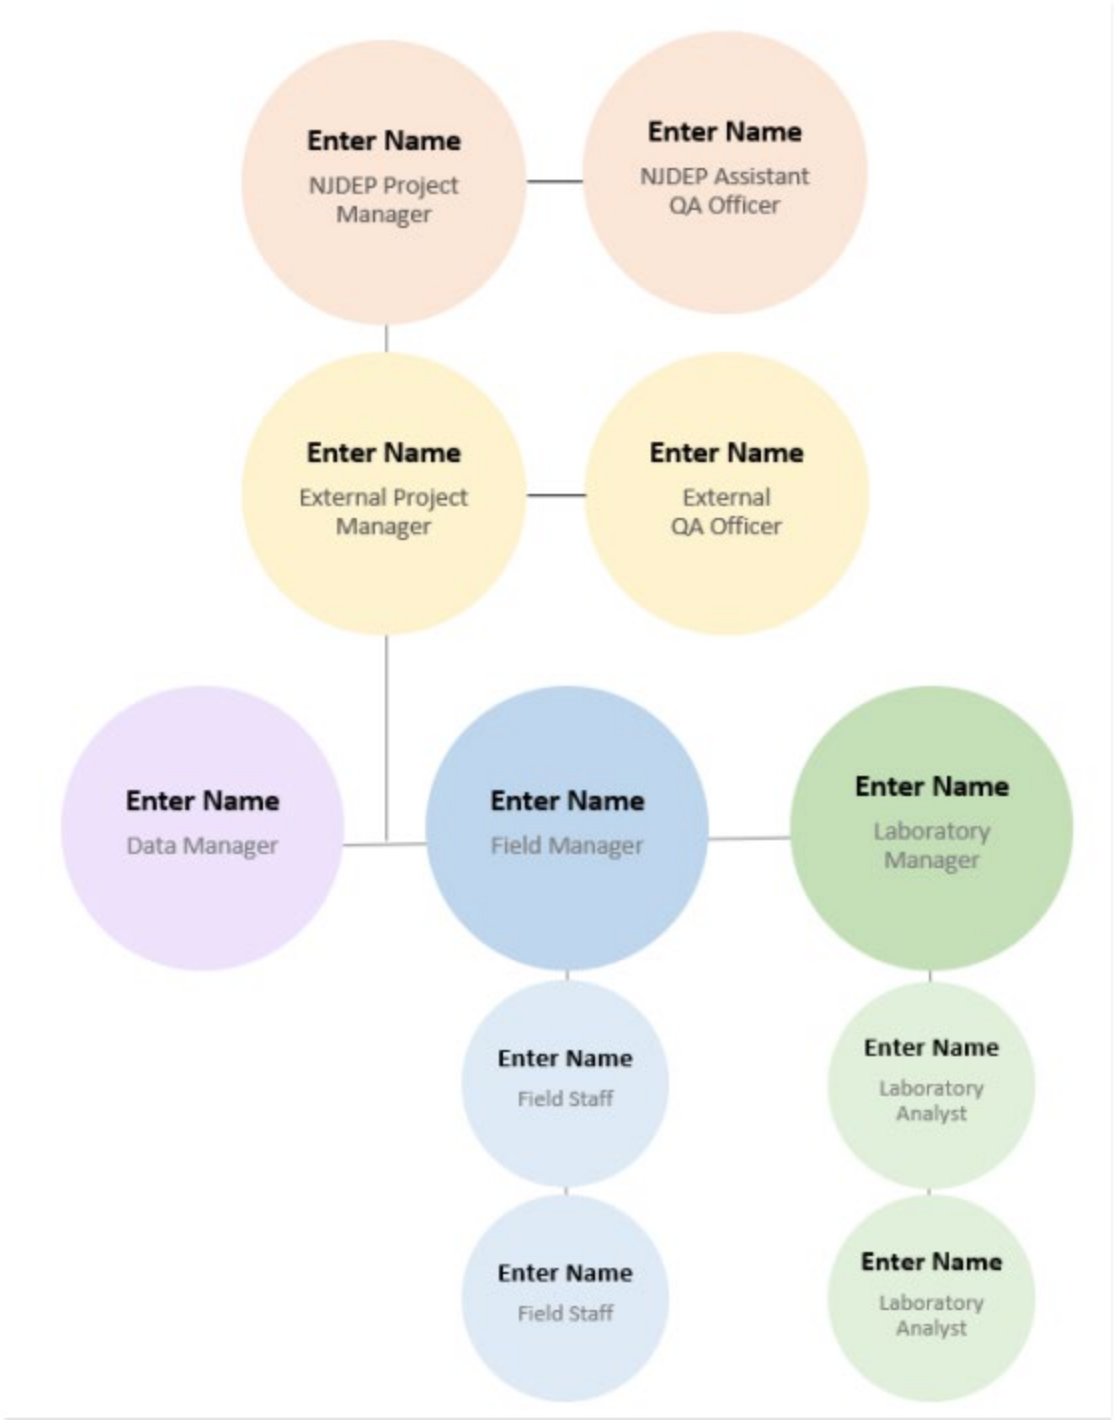 Enter Name
NJDEP Project
Manager
Enter Name
NJDEP Assistant
QA Officer
Enter Name
External Project
Manager
Enter Name
External
QA Officer
Enter Name
Data Manager
Enter Name
Field Manager
Enter Name
Laboratory
Manager
Enter Name
Field Staff
Enter Name
Laboratory
Analyst
Enter Name
Field Staff
Enter Name
Laboratory
Analyst